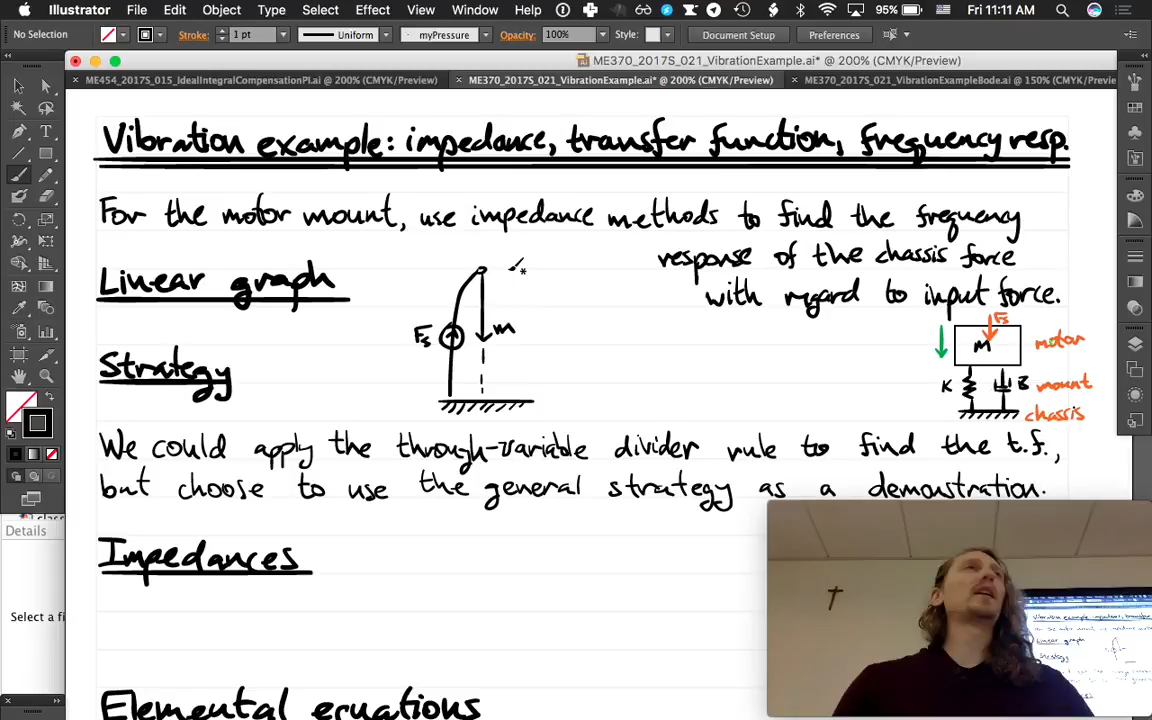 Illustrator File Edit Object Type Select Effect View Window Help 95% Fri 11:11 AM
No Selection Stroke: 1 pt Uniform myPressure Opacity: 100% Style: Document Setup Preferences
ME370_2017S_021_VibrationExample.ai* @ 200% (CMYK/Preview)
ME454_2017S_015_IdealIntegralCompensationPI.ai @ 200% (CMYK/Preview) ME370_2017S_021_VibrationExample.ai* @ 200% (CMYK/Preview) ME370_2017S_021_VibrationExampleBode.ai @ 150% (CMYK/Preview)
Vibration example: impedance, transfer function, frequency resp.
For the motor mount, use impedance methods to find the frequency
response of the chassis force
with regard to input force.
Linear graph
Fs m
Fs
m motor
K B mount
chassis
Strategy
We could apply the through-variable divider rule to find the t.f.,
but choose to use the general strategy as a demonstration.
Details
Impedances
Select a fi
Elemental equations